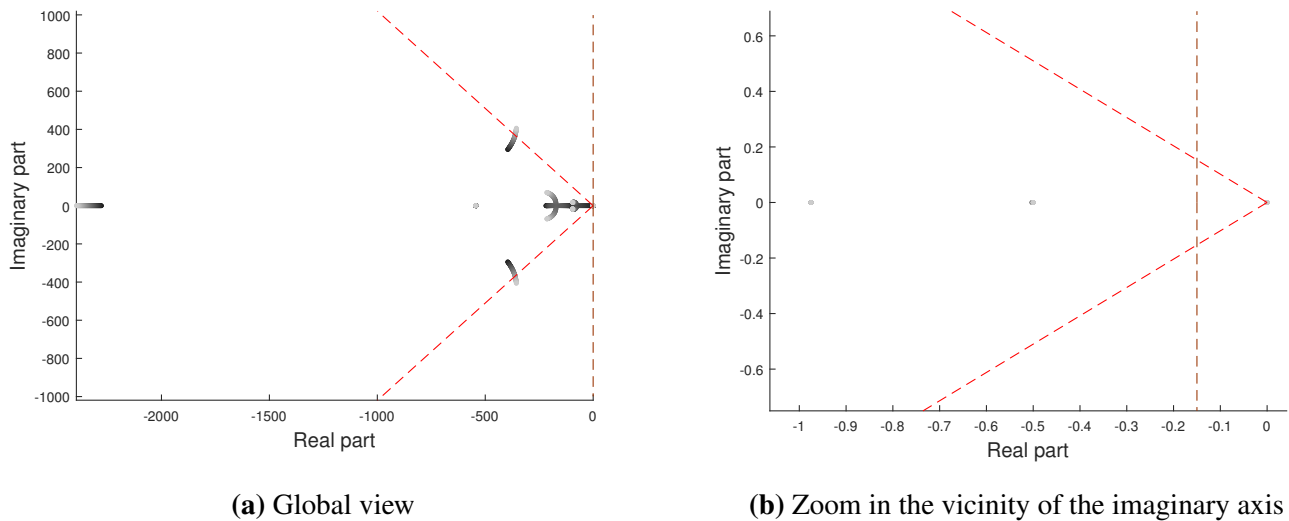 1000
800
600
400
200
0
-200
-400
-600
-800
-1000
-2000 -1500 -1000 -500 0
Imaginary part
Real part
(a) Global view
0.6
0.4
0.2
0
-0.2
-0.4
-0.6
-1 -0.9 -0.8 -0.7 -0.6 -0.5 -0.4 -0.3 -0.2 -0.1 0
Imaginary part
Real part
(b) Zoom in the vicinity of the imaginary axis